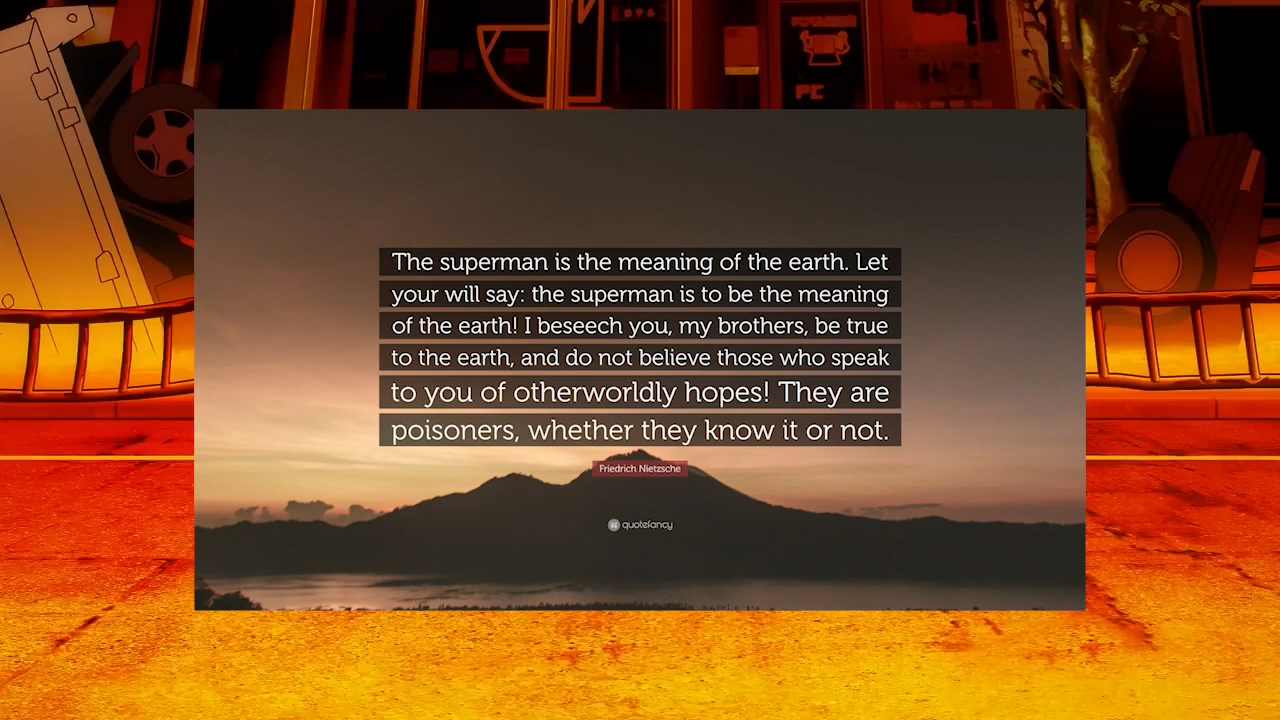 PC
The superman is the meaning of the earth. Let
your will say: the superman is to be the meaning
of the earth! I beseech you, my brothers, be true
to the earth, and do not believe those who speak
to you of otherworldly hopes! They are
poisoners, whether they know it or not.
Friedrich Nietzsche
quotefancy